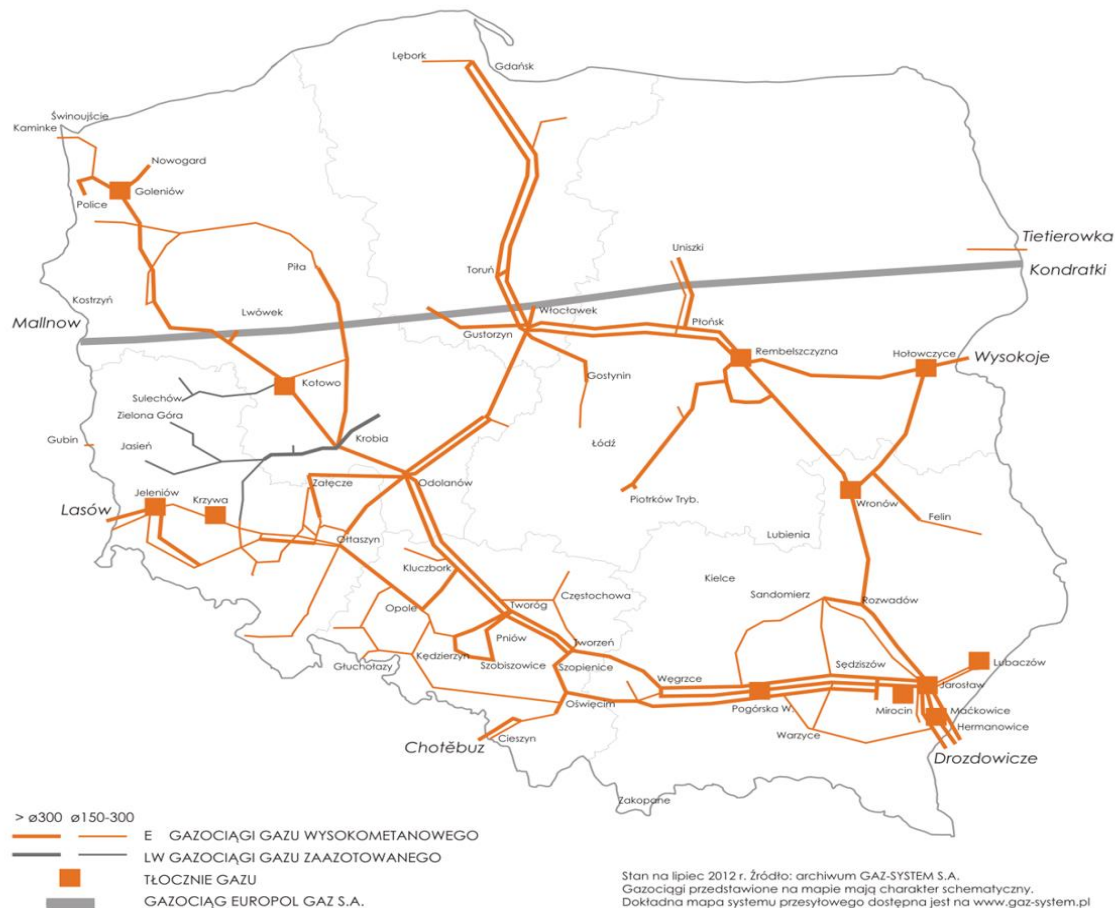 Lębork
Gdańsk
Świnoujście
Kaminke
Nowogard
Goleniów
Police
Tietierowka
Uniszki
Kondratki
Toruń
Piła
Kostrzyń
Lwówek
Włocławek
Mallnow
Płońsk
Gustorzyn
Rembelszczyzna
Hołowczyce
Wysokoje
Gostynin
Kotowo
Sulechów
Zielona Góra
Gubin
Jasień
Krobia
Łódź
Załęcze
Odolanów
Jeleniów
Krzywa
Piotrków Tryb.
Wronów
Lasów
Felin
Lubienia
Ołtaszyn
Kluczbork
Kielce
Częstochowa
Sandomierz
Rozwadów
Opole
Tworóg
Pniów
Tworzeń
Kędzierzyn
Szobiszowice
Szopienice
Głuchołazy
Sędziszów
Lubaczów
Węgrzce
Jarosław
Oświęcim
Pogórska W.
Mirocin
Maćkowice
Hermanowice
Warzyce
Cieszyn
Chotěbuz
Drozdowicze
Zakopane
> ø300 ø150-300
E GAZOCIĄGI GAZU WYSOKOMETANOWEGO
LW GAZOCIĄGI GAZU ZAAZOTOWANEGO
TŁOCZNIE GAZU
GAZOCIĄG EUROPOL GAZ S.A.
Stan na lipiec 2012 r. Źródło: archiwum GAZ-SYSTEM S.A.
Gazociągi przedstawione na mapie mają charakter schematyczny.
Dokładna mapa systemu przesyłowego dostępna jest na www.gaz-system.pl